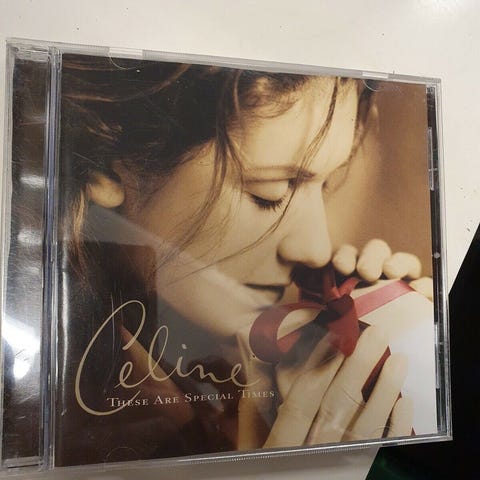 Celine
THESE ARE SPECIAL TIMES